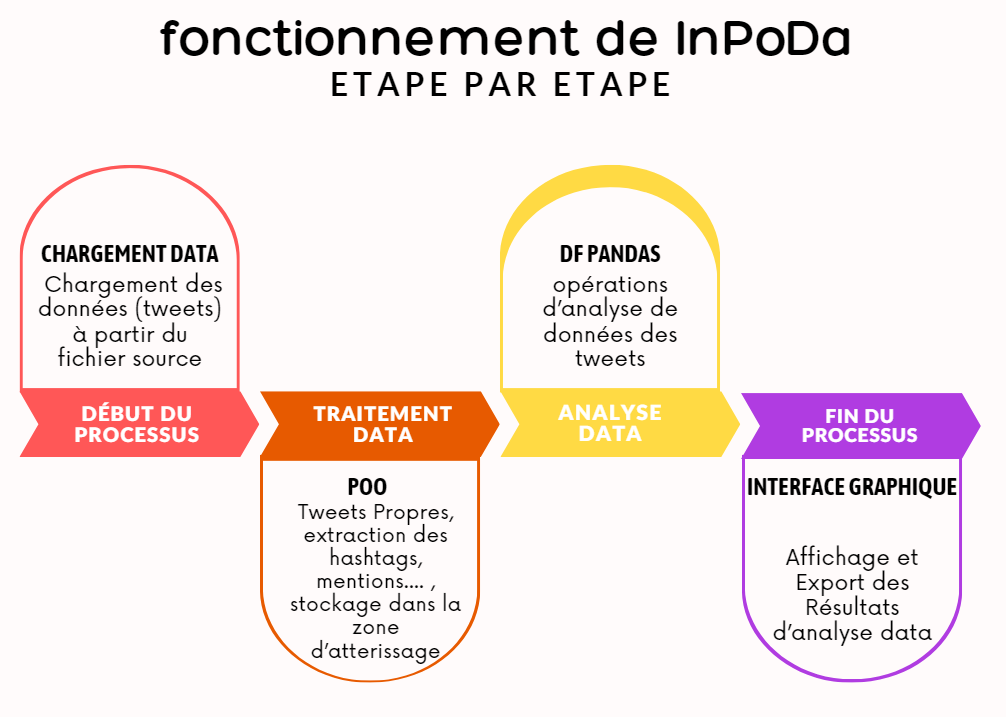 fonctionnement de InPoDa
ETAPE PAR ETAPE
CHARGEMENT DATA
Chargement des
données (tweets)
à partir du
fichier source
DÉBUT DU
PROCESSUS
TRAITEMENT
DATA
POO
Tweets Propres,
extraction des
hashtags,
mentions.... ,
stockage dans la
zone
d'atterissage
DF PANDAS
opérations
d'analyse de
données des
tweets
ANALYSE
DATA
FIN DU
PROCESSUS
INTERFACE GRAPHIQUE
Affichage et
Export des
Résultats
d'analyse data